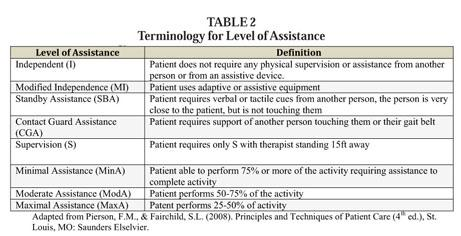 TABLE 2
Terminology for Level of Assistance
Level of Assistance Definition
Independent (I) Patient does not require any physical supervision or assistance from another
person or from an assistive device.
Modified Independence (MI) Patient uses adaptive or assistive equipment
Standby Assistance (SBA) Patient requires verbal or tactile cues from another person, the person is very
close to the patient, but is not touching them
Contact Guard Assistance Patient requires support of another person touching them or their gait belt
(CGA)
Supervision (S) Patient requires only S with therapist standing 15ft away
Minimal Assistance (MinA) Patient able to perform 75% or more of the activity requiring assistance to
complete activity
Moderate Assistance (ModA) Patient performs 50-75% of the activity
Maximal Assistance (MaxA) Patent performs 25-50% of activity
Adapted from Pierson, F.M., & Fairchild, S.L. (2008). Principles and Techniques of Patient Care (4th ed.), St.
Louis, MO: Saunders Elselvier.